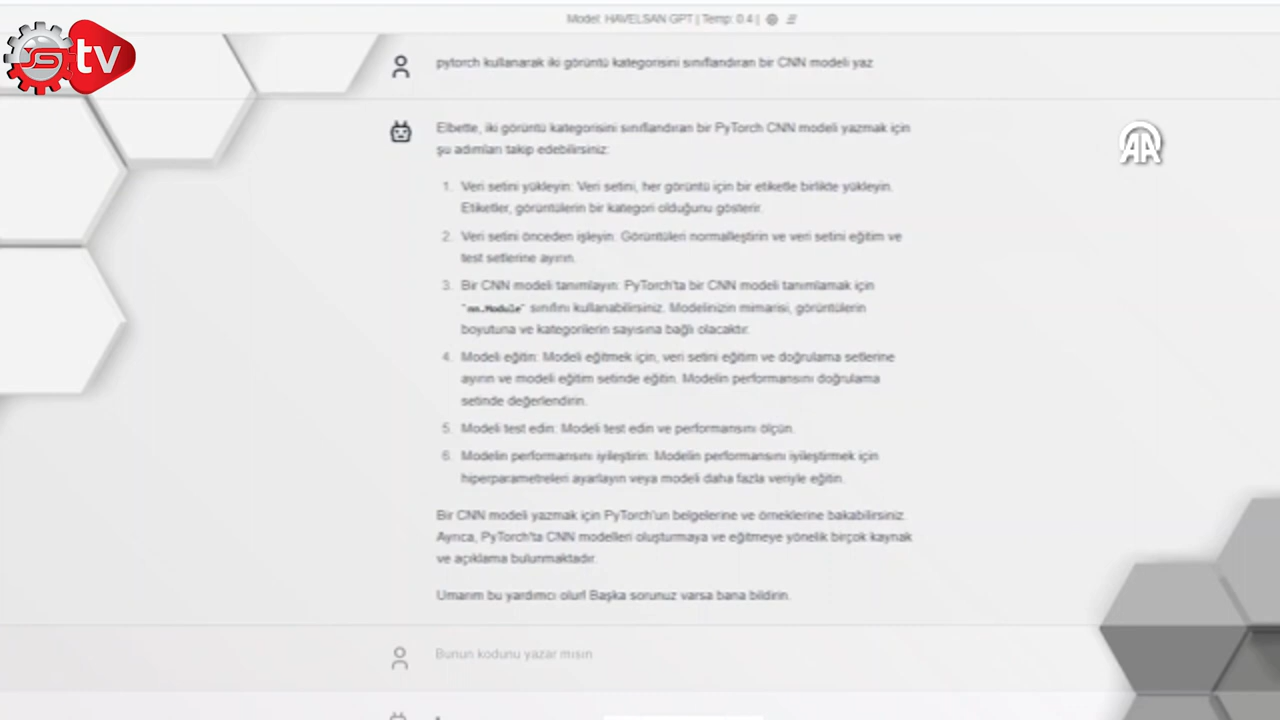 Model: HAVELSAN GPT | Temp: 0.4 |
JS tv
pytorch kullanarak iki görüntü kategorisini sınıflandıran bir CNN modeli yaz
Elbette, iki görüntü kategorisini sınıflandıran bir PyTorch CNN modeli yazmak için
şu adımları takip edebilirsiniz:
AA
1. Veri setini yükleyin: Veri setini, her görüntü için bir etiketle birlikte yükleyin.
Etiketler, görüntülerin bir kategori olduğunu gösterir.
2. Veri setini önceden işleyin: Görüntüleri normalleştirin ve veri setini eğitim ve
test setlerine ayırın.
3. Bir CNN modeli tanımlayın: PyTorch'ta bir CNN modeli tanımlamak için
`nn.Module` sınıfını kullanabilirsiniz. Modelinizin mimarisi, görüntülerin
boyutuna ve kategorilerin sayısına bağlı olacaktır.
4. Modeli eğitin: Modeli eğitmek için, veri setini eğitim ve doğrulama setlerine
ayırın ve modeli eğitim setinde eğitin. Modelin performansını doğrulama
setinde değerlendirin.
5. Modeli test edin: Modeli test edin ve performansını ölçün.
6. Modelin performansını iyileştirin: Modelin performansını iyileştirmek için
hiperparametreleri ayarlayın veya modeli daha fazla veriyle eğitin.
Bir CNN modeli yazmak için PyTorch'un belgelerine ve örneklerine bakabilirsiniz.
Ayrıca, PyTorch'ta CNN modelleri oluşturmaya ve eğitmeye yönelik birçok kaynak
ve açıklama bulunmaktadır.
Umarım bu yardımcı olur! Başka sorunuz varsa bana bildirin.
Bunun kodunu yazar mısın